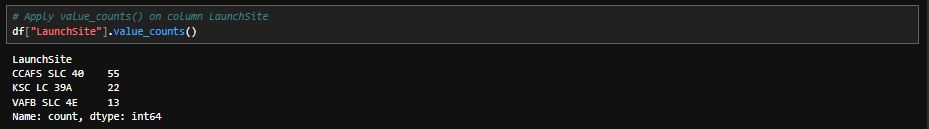 # Apply value_counts() on column LaunchSite
df["LaunchSite"].value_counts()
LaunchSite
CCAFS SLC 40    55
KSC LC 39A      22
VAFB SLC 4E     13
Name: count, dtype: int64